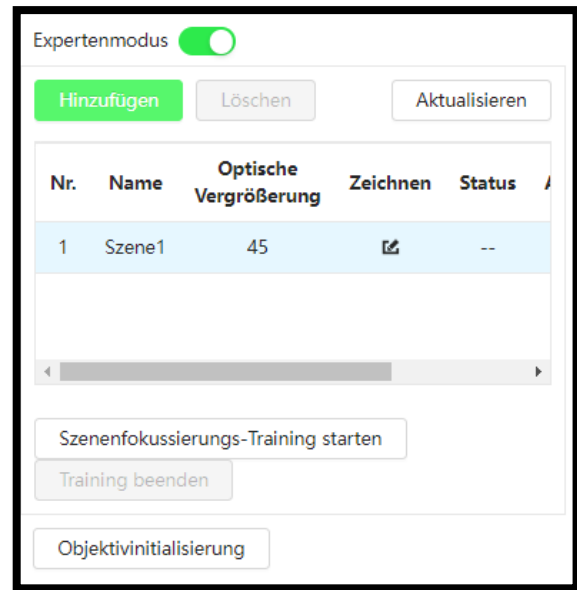 Expertenmodus
Hinzufügen Löschen Aktualisieren
Nr. Name Optische Vergrößerung Zeichnen Status
1 Szene1 45 --
Szenenfokussierungs-Training starten
Training beenden
Objektivinitialisierung